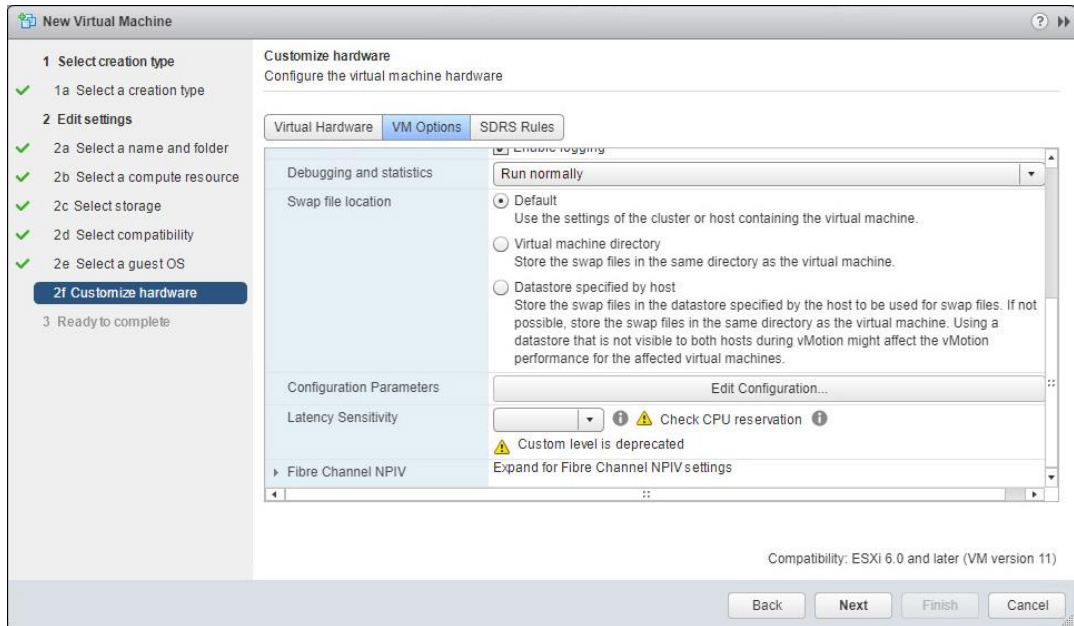 New Virtual Machine
1 Select creation type
1a Select a creation type
2 Edit settings
2a Select a name and folder
2b Select a compute resource
2c Select storage
2d Select compatibility
2e Select a guest OS
2f Customize hardware
3 Ready to complete
Customize hardware
Configure the virtual machine hardware
Virtual Hardware VM Options SDRS Rules
Enable logging
Debugging and statistics Run normally
Swap file location Default
Use the settings of the cluster or host containing the virtual machine.
Virtual machine directory
Store the swap files in the same directory as the virtual machine.
Datastore specified by host
Store the swap files in the datastore specified by the host to be used for swap files. If not
possible, store the swap files in the same directory as the virtual machine. Using a
datastore that is not visible to both hosts during vMotion might affect the vMotion
performance for the affected virtual machines.
Configuration Parameters Edit Configuration...
Latency Sensitivity Check CPU reservation
Custom level is deprecated
Fibre Channel NPIV Expand for Fibre Channel NPIV settings
Compatibility: ESXi 6.0 and later (VM version 11)
Back Next Finish Cancel